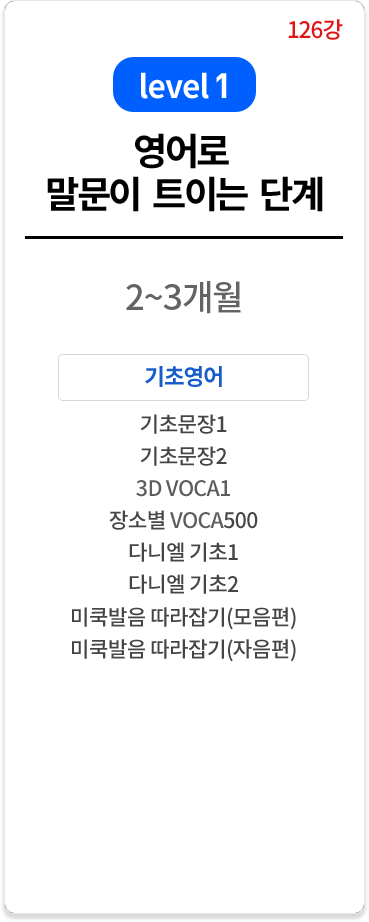 126강
level 1
영어로
말문이 트이는 단계
2~3개월
기초영어
기초문장1
기초문장2
3D VOCA1
장소별 VOCA500
다니엘 기초1
다니엘 기초2
미쿡발음 따라잡기(모음편)
미쿡발음 따라잡기(자음편)